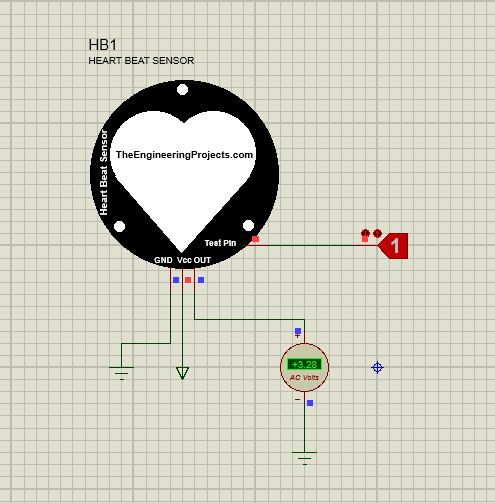 HB1
HEART BEAT SENSOR
Heart Beat Sensor
TheEngineeringProjects.com
Test Pin
1
GND Vcc OUT
+
+3.28
AC Volts
−